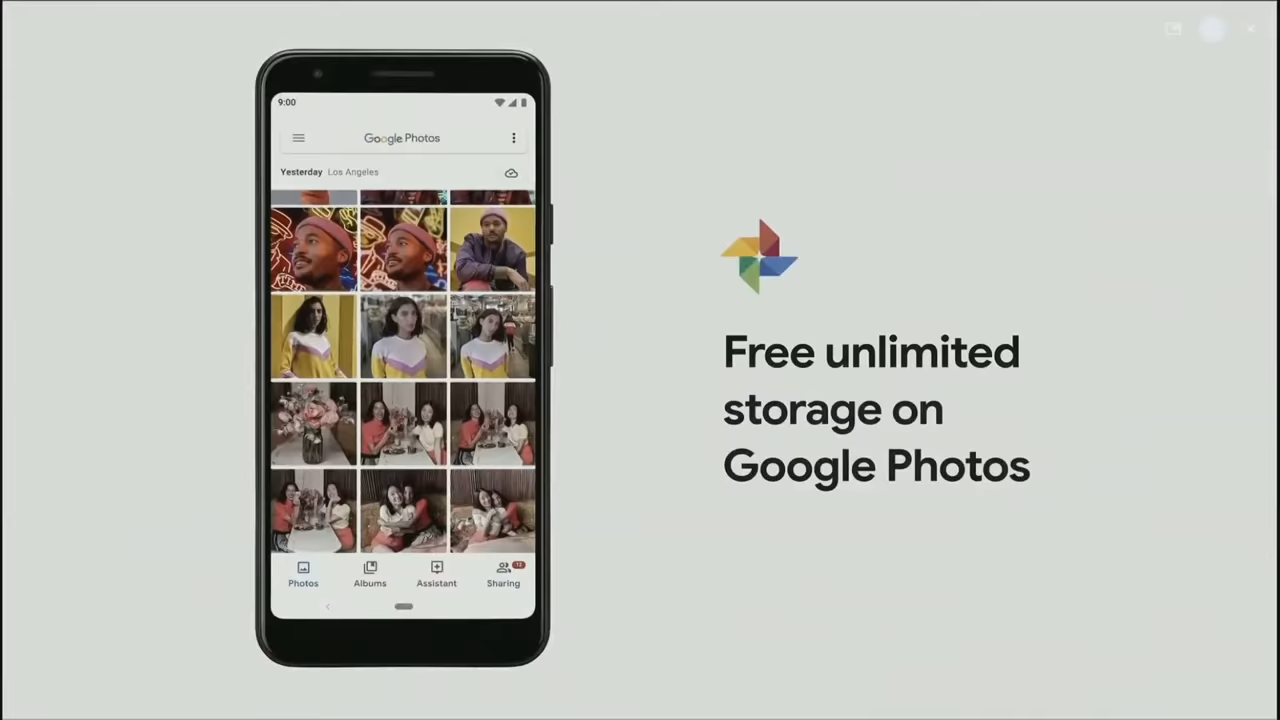 9:00
Google Photos
Yesterday Los Angeles
Photos
Albums
Assistant
Sharing
Free unlimited
storage on
Google Photos